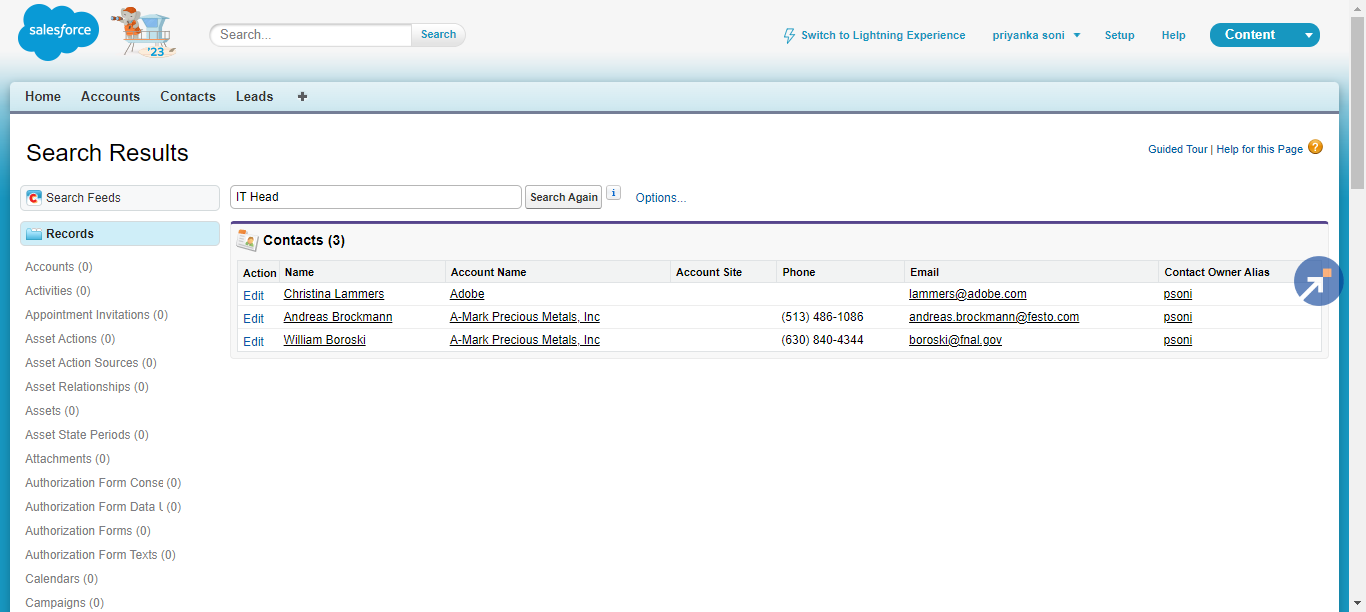 salesforce
'23
Search...
Search
Switch to Lightning Experience
priyanka soni
Setup
Help
Content
Home
Accounts
Contacts
Leads
+
Search Results
Guided Tour | Help for this Page
?
Search Feeds
IT Head
Search Again
i
Options...
Records
Contacts (3)
Action Name Account Name Account Site Phone Email Contact Owner Alias
Edit Christina Lammers Adobe lammers@adobe.com psoni
Edit Andreas Brockmann A-Mark Precious Metals, Inc (513) 486-1086 andreas.brockmann@festo.com psoni
Edit William Boroski A-Mark Precious Metals, Inc (630) 840-4344 boroski@fnal.gov psoni
Accounts (0)
Activities (0)
Appointment Invitations (0)
Asset Actions (0)
Asset Action Sources (0)
Asset Relationships (0)
Assets (0)
Asset State Periods (0)
Attachments (0)
Authorization Form Conse (0)
Authorization Form Data U (0)
Authorization Forms (0)
Authorization Form Texts (0)
Calendars (0)
Campaigns (0)